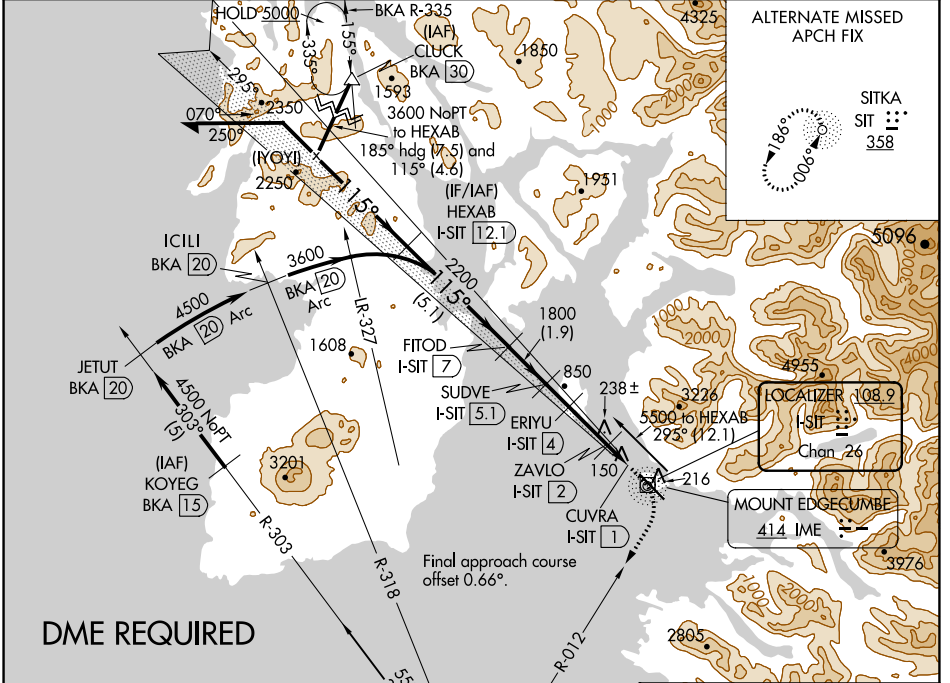 HOLD 5000
BKA R-335
335°
155°
(IAF)
CLUCK
BKA 30
1850
4325
ALTERNATE MISSED
APCH FIX
SITKA
SIT
358
186°
006°
295°
2350
070°
250°
1593
3600 NoPT
to HEXAB
185° hdg (7.5) and
115° (4.6)
(IYOYI)
2250
115°
1951
(IF/IAF)
HEXAB
I-SIT 12.1
5096
ICILI
BKA 20
3600
BKA 20
Arc
2200
115°
(5.1)
4500
BKA 20 Arc
LR-327
1000
2000
3000
4000
1800
(1.9)
FITOD
I-SIT 7
1608
JETUT
BKA 20
850
4955
SUDVE
I-SIT 5.1
238 ±
3226
LOCALIZER 108.9
I-SIT
Chan 26
4500 NoPT
303°
(5)
ERIYU
I-SIT 4
5500 to HEXAB
295° (12.1)
(IAF)
KOYEG
BKA 15
3201
ZAVLO
I-SIT 2
150
216
MOUNT EDGECUMBE
414 IME
CUVRA
I-SIT 1
R-303
R-318
Final approach course
offset 0.66°.
1000
2000
3976
DME REQUIRED
R-012
2805
55